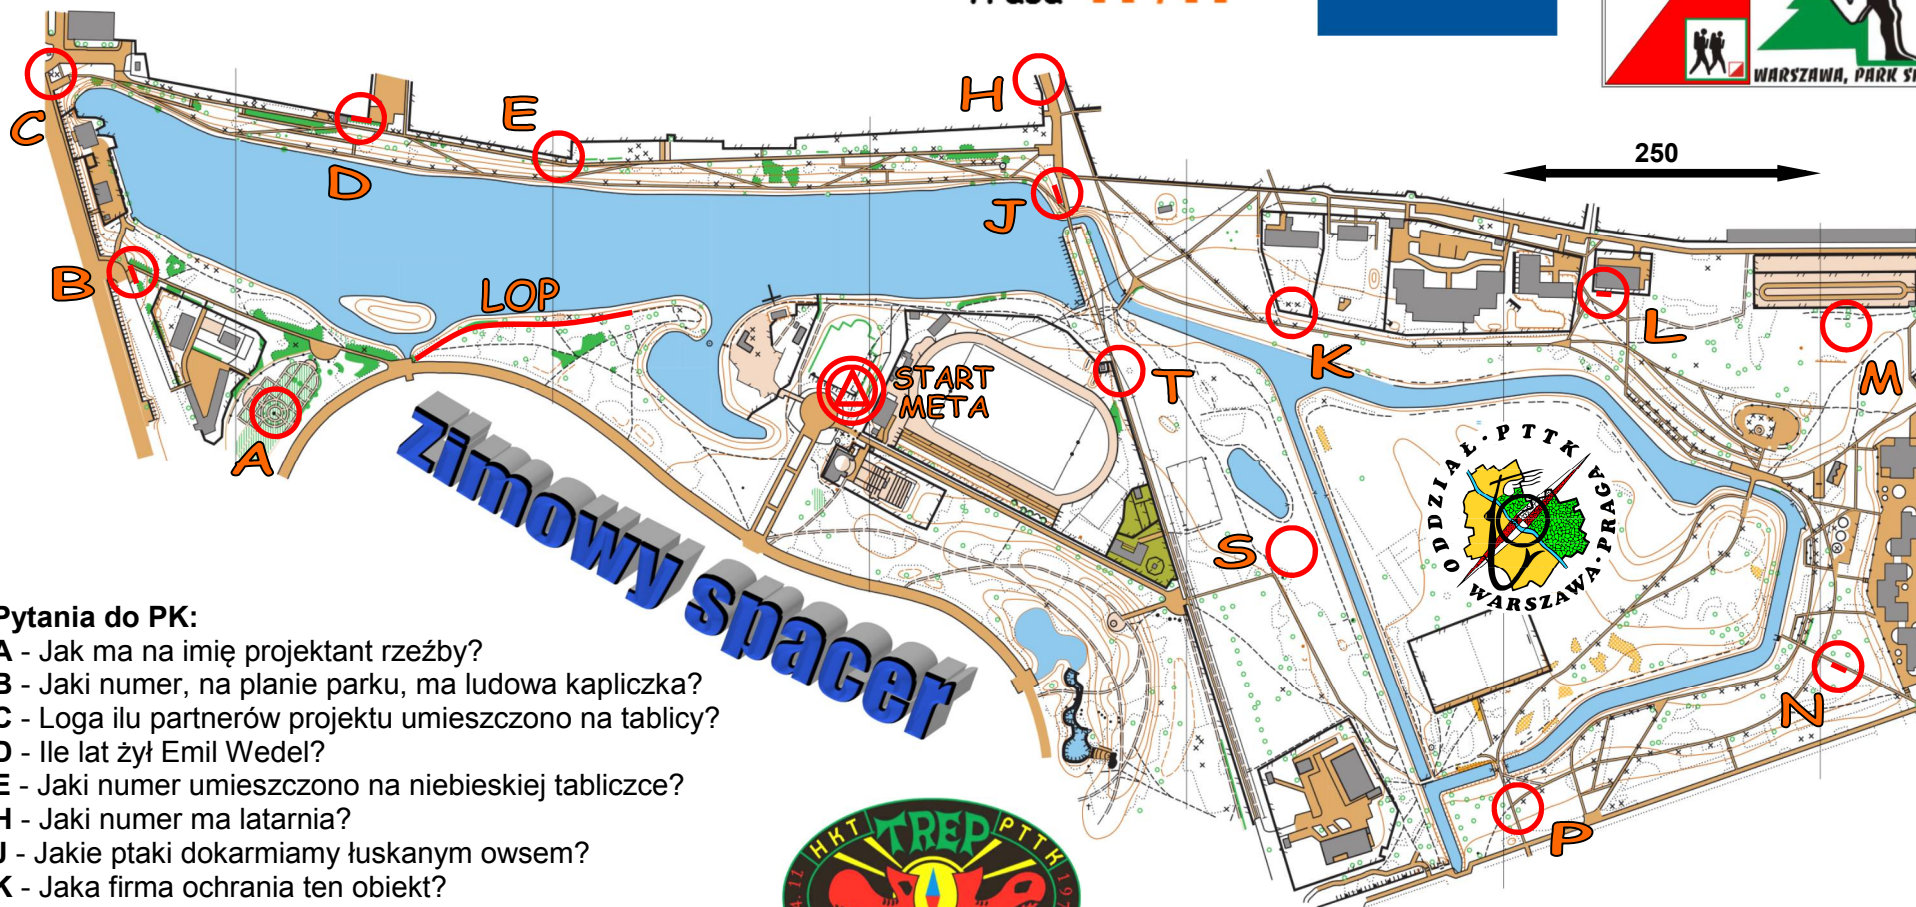 WARSZAWA, PARK
H
C
E
250
D
J
B
LOP
L
K
START
META
T
M
A
zimowy spacer
ODDZIAŁ · PTTK
WARSZAWA · PRAGA
S
N
P
Pytania do PK:
A - Jak ma na imię projektant rzeźby?
B - Jaki numer, na planie parku, ma ludowa kapliczka?
C - Loga ilu partnerów projektu umieszczono na tablicy?
D - Ile lat żył Emil Wedel?
E - Jaki numer umieszczono na niebieskiej tabliczce?
H - Jaki numer ma latarnia?
J - Jakie ptaki dokarmiamy łuskanym owsem?
K - Jaka firma ochrania ten obiekt?
HKT TREP PTTK